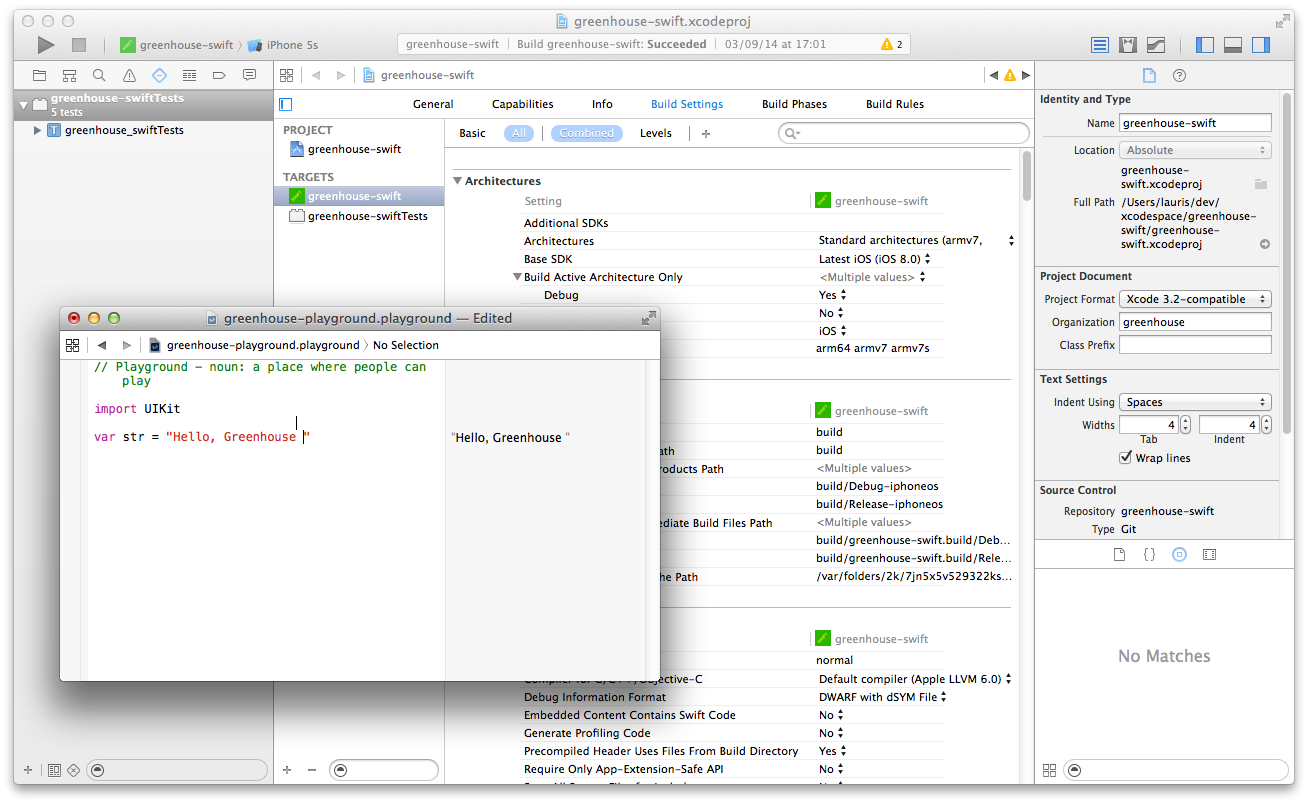 greenhouse-swift.xcodeproj
greenhouse-swift 〉 iPhone 5s
greenhouse-swift | Build greenhouse-swift: Succeeded | 03/09/14 at 17:01
2
greenhouse-swiftTests
5 tests
T greenhouse_swiftTests
greenhouse-swift
General Capabilities Info Build Settings Build Phases Build Rules
PROJECT
greenhouse-swift
TARGETS
greenhouse-swift
greenhouse-swiftTests
Basic All Combined Levels +
Architectures
Setting greenhouse-swift
Additional SDKs
Architectures Standard architectures (armv7,
Base SDK Latest iOS (iOS 8.0)
Build Active Architecture Only <Multiple values>
Debug Yes
No
iOS
arm64 armv7 armv7s
greenhouse-swift
build
ath build
roducts Path <Multiple values>
build/Debug-iphoneos
build/Release-iphoneos
ediate Build Files Path <Multiple values>
build/greenhouse-swift.build/Deb...
build/greenhouse-swift.build/Rele...
he Path /var/folders/2k/7jn5x5v529322ks...
greenhouse-swift
normal
Compiler for C/C++/Objective-C Default compiler (Apple LLVM 6.0)
Debug Information Format DWARF with dSYM File
Embedded Content Contains Swift Code No
Generate Profiling Code No
Precompiled Header Uses Files From Build Directory Yes
Require Only App-Extension-Safe API No
greenhouse-playground.playground — Edited
greenhouse-playground.playground 〉 No Selection
// Playground - noun: a place where people can
play
import UIKit
var str = "Hello, Greenhouse "
"Hello, Greenhouse "
Identity and Type
Name greenhouse-swift
Location Absolute
greenhouse-
swift.xcodeproj
Full Path /Users/lauris/dev/
xcodespace/greenhouse-
swift/greenhouse-
swift.xcodeproj
Project Document
Project Format Xcode 3.2-compatible
Organization greenhouse
Class Prefix
Text Settings
Indent Using Spaces
Widths 4 4
Tab Indent
Wrap lines
Source Control
Repository greenhouse-swift
Type Git
{}
No Matches